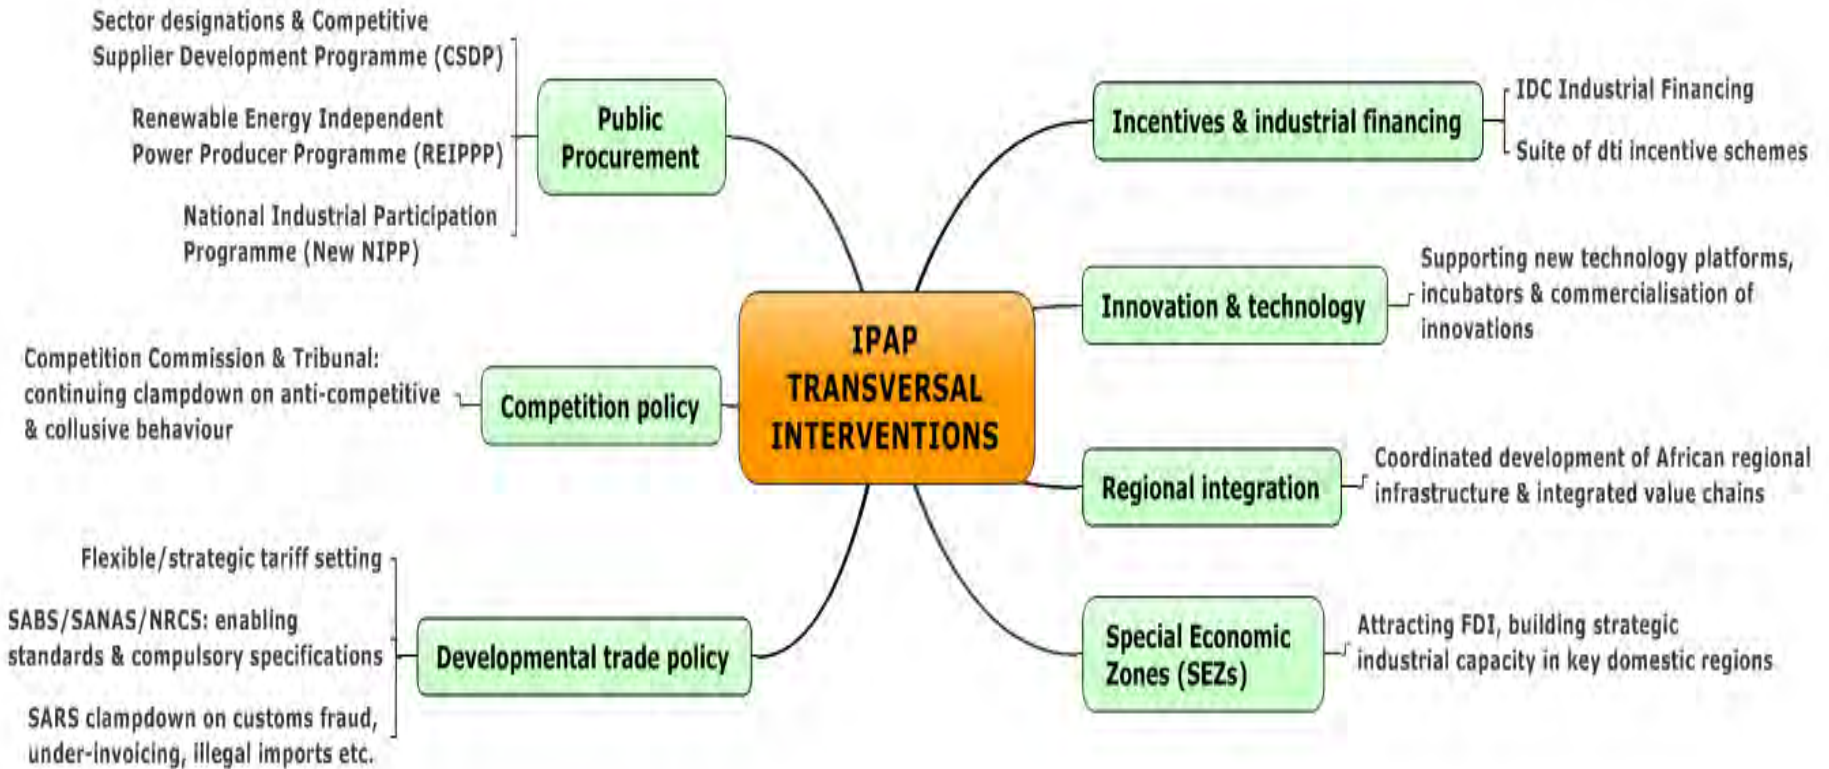 Sector designations & Competitive
Supplier Development Programme (CSDP)
Renewable Energy Independent
Power Producer Programme (REIPPP)
National Industrial Participation
Programme (New NIPP)
Public
Procurement
Competition Commission & Tribunal:
continuing clampdown on anti-competitive
& collusive behaviour
Competition policy
Flexible/strategic tariff setting
SABS/SANAS/NRCS: enabling
standards & compulsory specifications
SARS clampdown on customs fraud,
under-invoicing, illegal imports etc.
Developmental trade policy
IPAP
TRANSVERSAL
INTERVENTIONS
Incentives & industrial financing
IDC Industrial Financing
Suite of dti incentive schemes
Innovation & technology
Supporting new technology platforms,
incubators & commercialisation of
innovations
Regional integration
Coordinated development of African regional
infrastructure & integrated value chains
Special Economic
Zones (SEZs)
Attracting FDI, building strategic
industrial capacity in key domestic regions